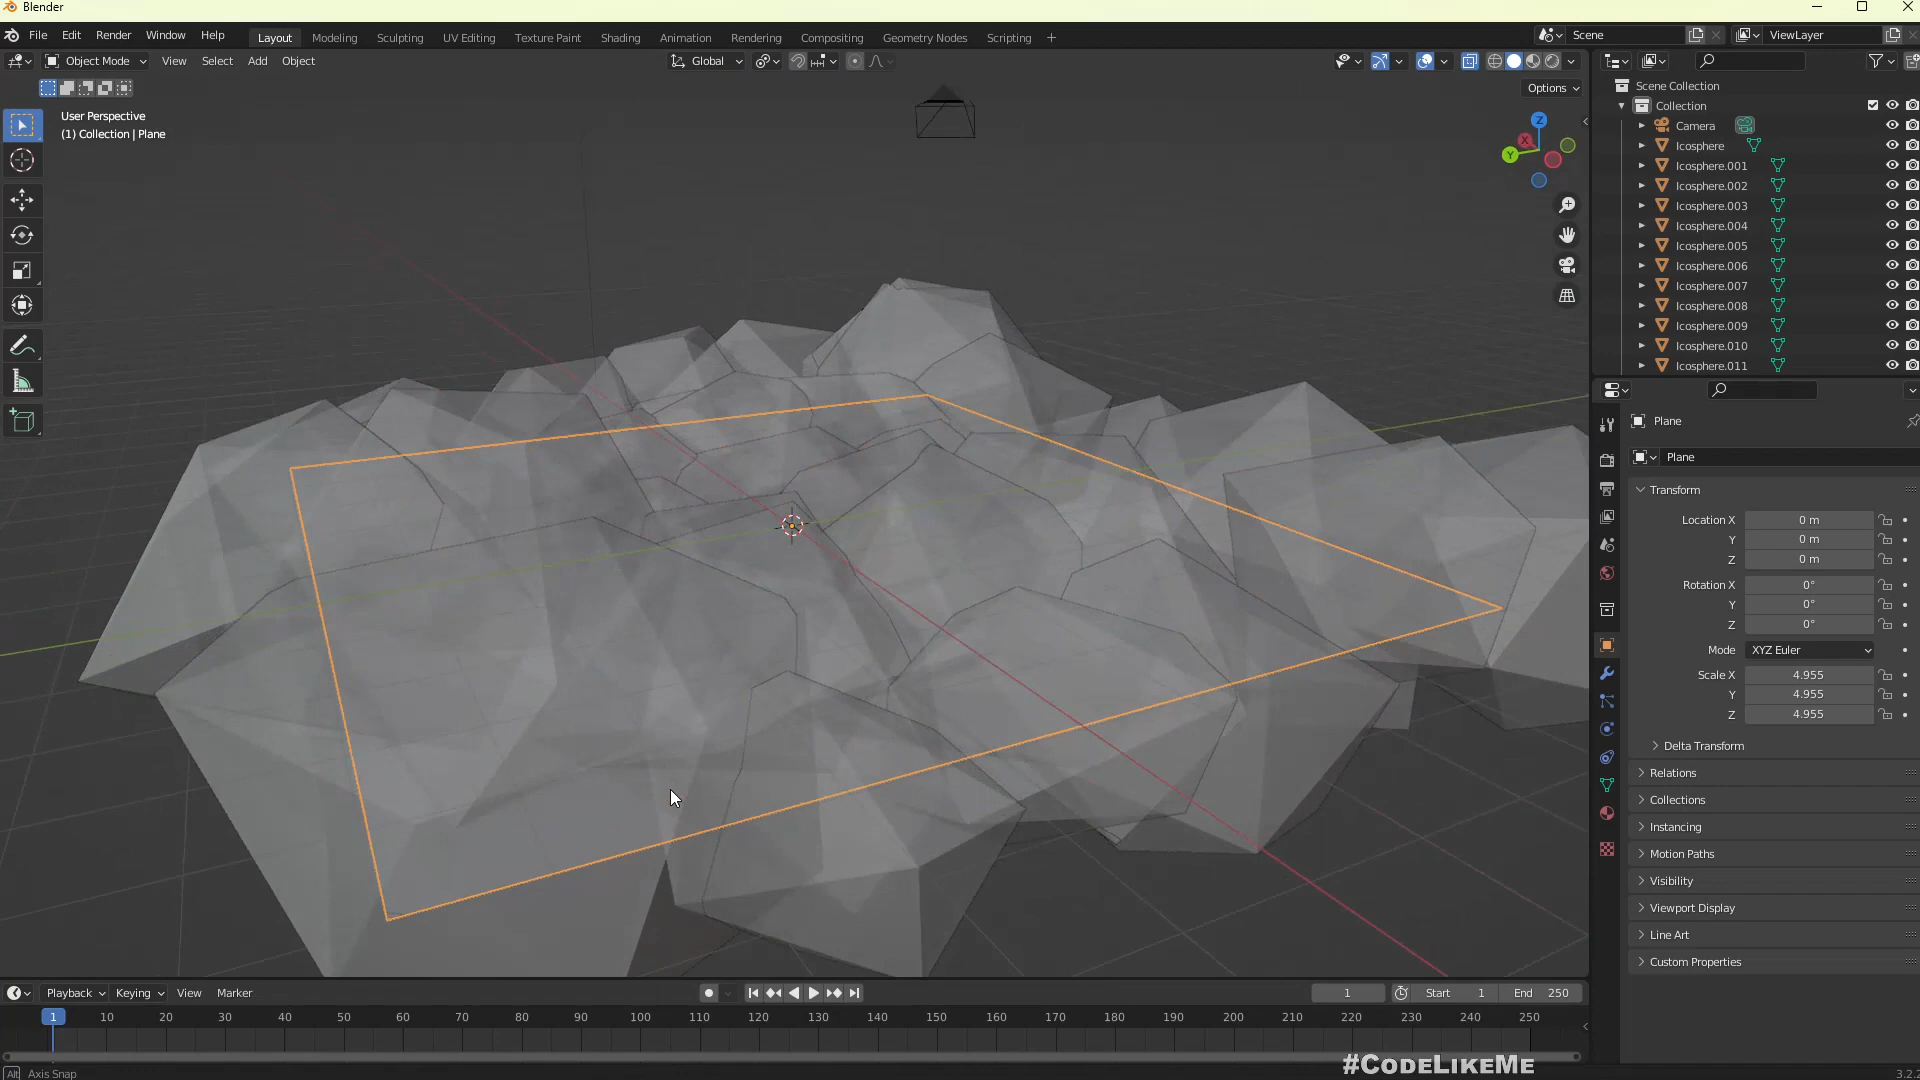 Blender
File Edit Render Window Help Layout Modeling Sculpting UV Editing Texture Paint Shading Animation Rendering Compositing Geometry Nodes Scripting + Scene ViewLayer
Object Mode View Select Add Object Global
Options
User Perspective
(1) Collection | Plane
Z
X
Y
Scene Collection
Collection
Camera
Icosphere
Icosphere.001
Icosphere.002
Icosphere.003
Icosphere.004
Icosphere.005
Icosphere.006
Icosphere.007
Icosphere.008
Icosphere.009
Icosphere.010
Icosphere.011
Plane
Plane
Transform
Location X 0 m
Y 0 m
Z 0 m
Rotation X 0°
Y 0°
Z 0°
Mode XYZ Euler
Scale X 4.955
Y 4.955
Z 4.955
Delta Transform
Relations
Collections
Instancing
Motion Paths
Visibility
Viewport Display
Line Art
Custom Properties
Playback Keying View Marker 1 Start 1 End 250
1 10 20 30 40 50 60 70 80 90 100 110 120 130 140 150 160 170 180 190 200 210 220 230 240 250
#CodeLikeMe
Alt Axis Snap